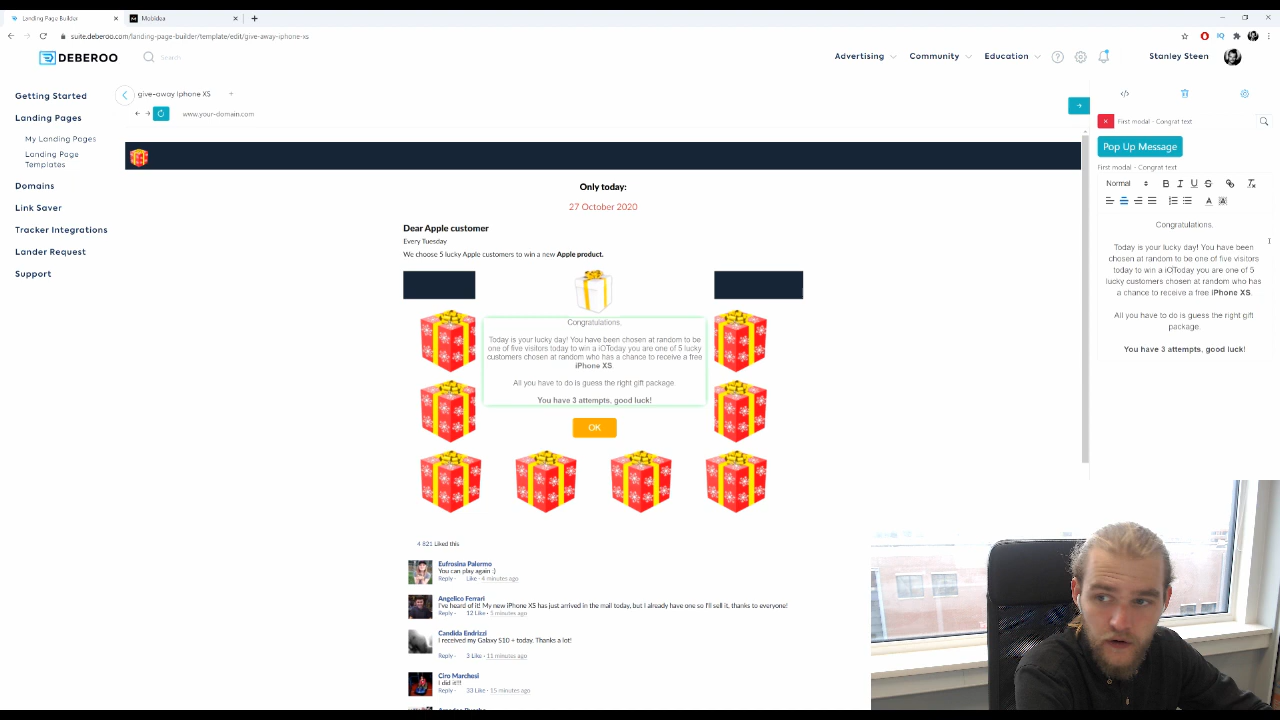 Landing Page Builder
Mobidea
suite.deberoo.com/landing-page-builder/template/edit/give-away-iphone-xs
DEBEROO
Search
Advertising
Community
Education
Stanley Steen
Getting Started
Landing Pages
My Landing Pages
Landing Page
Templates
Domains
Link Saver
Tracker Integrations
Lander Request
Support
give-away iphone XS
www.your-domain.com
Only today:
27 October 2020
Dear Apple customer
Every Tuesday
We choose 5 lucky Apple customers to win a new Apple product.
Congratulations.
Today is your lucky day! You have been chosen at random to be
one of five visitors today to win a iOToday you are one of 5 lucky
customers chosen at random who has a chance to receive a free
iPhone XS
All you have to do is guess the right gift package
You have 3 attempts, good luck!
OK
4 821 Liked this
Eufrosina Palermo
You can play again :)
Reply · Like · 4 minutes ago
Angelico Ferrari
I've heard of it! My new iPhone XS has just arrived in the mail today, but I already have one so I'll sell it, thanks to everyone!
Reply · 12 Like · 5 minutes ago
Candida Endrizzi
I received my Galaxy S10 + today. Thanks a lot!
Reply · 3 Like · 11 minutes ago
Ciro Marchesi
I did it!!!
Reply · 33 Like · 15 minutes ago
First modal - Congrat text
Pop Up Message
First modal - Congrat text
Normal
Congratulations.
Today is your lucky day! You have been
chosen at random to be one of five visitors
today to win a iOToday you are one of 5
lucky customers chosen at random who has
a chance to receive a free iPhone XS.
All you have to do is guess the right gift
package.
You have 3 attempts, good luck!